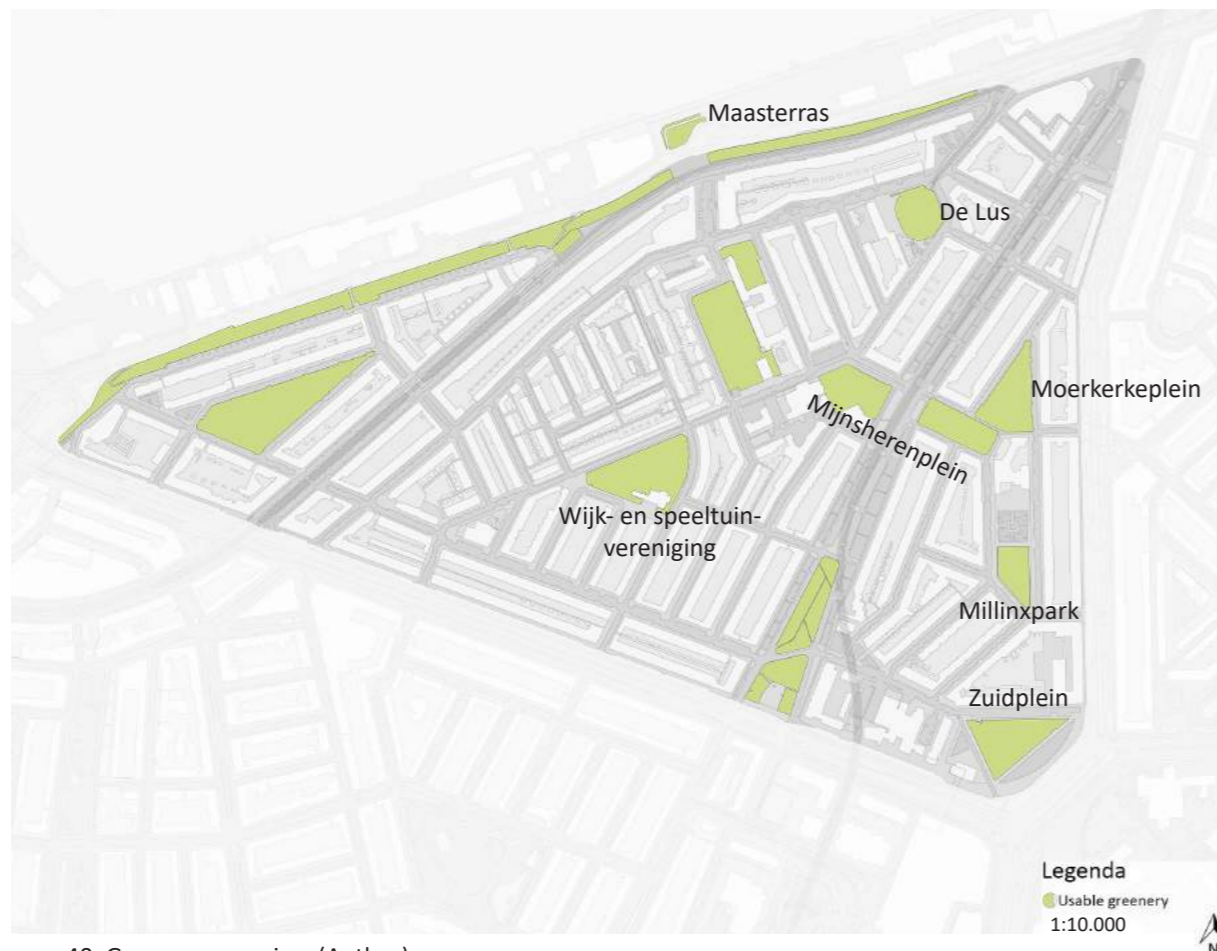 Maasterras
De Lus
Moerkerkeplein
Mijnsherenplein
Wijk- en speeltuin-
vereniging
Millinxpark
Zuidplein
Legenda
Usable greenery
1:10.000